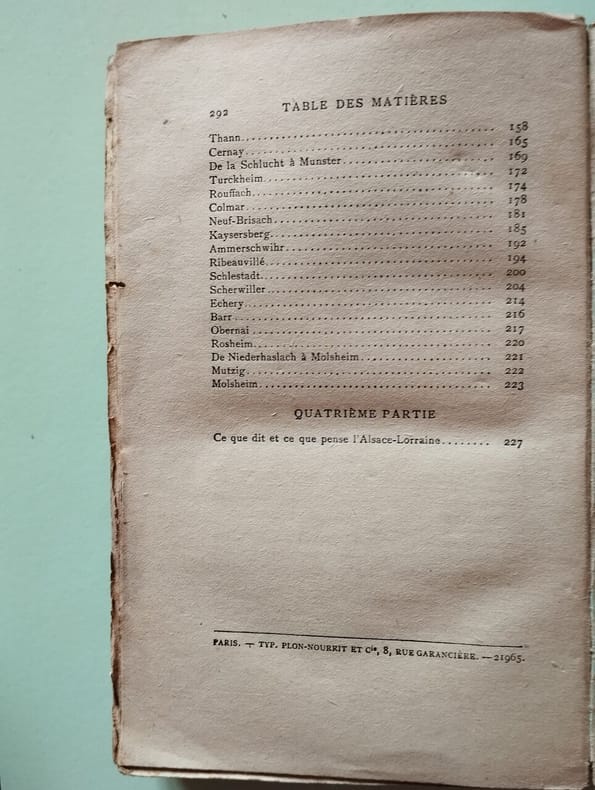 292 TABLE DES MATIÈRES
Thann........................................ 158
Cernay....................................... 165
De la Schlucht à Munster..................... 169
Turckheim.................................... 172
Rouffach..................................... 174
Colmar....................................... 178
Neuf-Brisach................................. 181
Kaysersberg.................................. 185
Ammerschwihr................................. 192
Ribeauvillé.................................. 194
Schlestadt................................... 200
Scherwiller.................................. 204
Echery....................................... 214
Barr......................................... 216
Obernai...................................... 217
Rosheim...................................... 220
De Niederhaslach à Molsheim.................. 221
Mutzig....................................... 222
Molsheim..................................... 223
QUATRIÈME PARTIE
Ce que dit et ce que pense l'Alsace-Lorraine........ 227
PARIS. — TYP. PLON-NOURRIT ET Cie, 8, RUE GARANCIÈRE. — 21965.